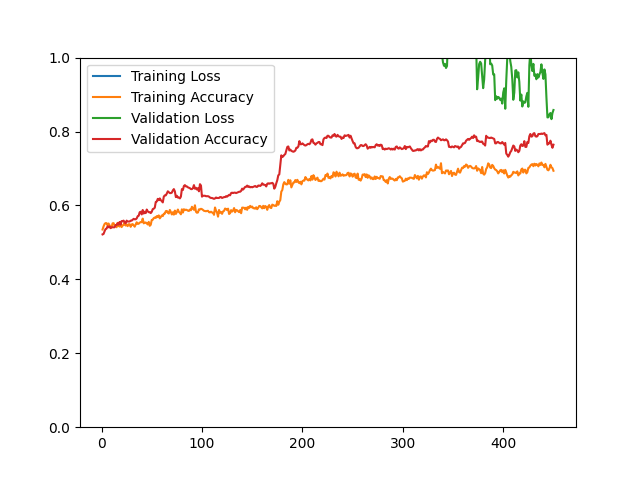 1.0
0.8
0.6
0.4
0.2
0.0
Training Loss
Training Accuracy
Validation Loss
Validation Accuracy
0 100 200 300 400